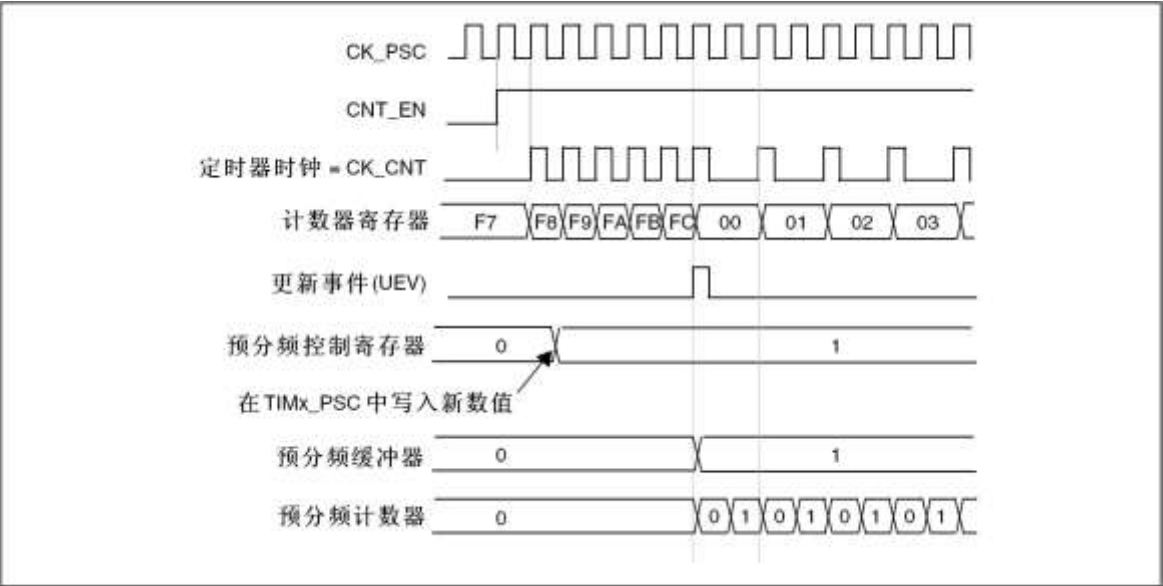 CK_PSC
CNT_EN
定时器时钟 = CK_CNT
计数器寄存器 F7 F8 F9 FA FB FC 00 01 02 03
更新事件(UEV)
预分频控制寄存器 0 1
在TIMx_PSC 中写入新数值
预分频缓冲器 0 1
预分频计数器 0 0 1 0 1 0 1 0 1